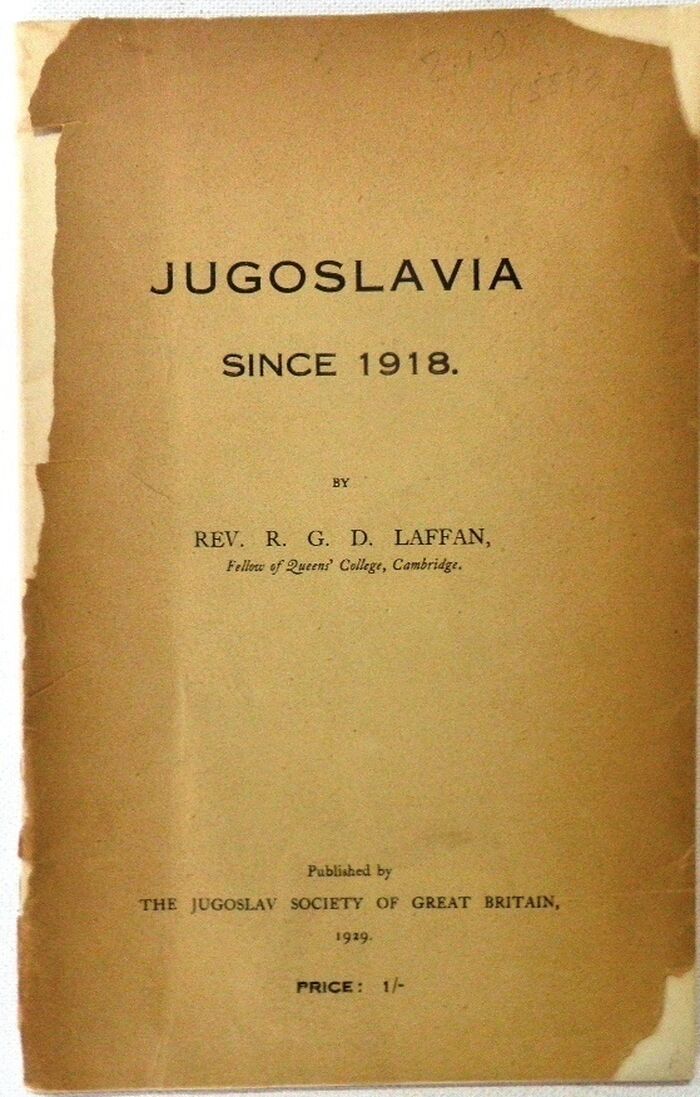 JUGOSLAVIA
SINCE 1918.
BY
REV. R. G. D. LAFFAN,
Fellow of Queens' College, Cambridge.
Published by
THE JUGOSLAV SOCIETY OF GREAT BRITAIN,
1929.
PRICE: 1/-